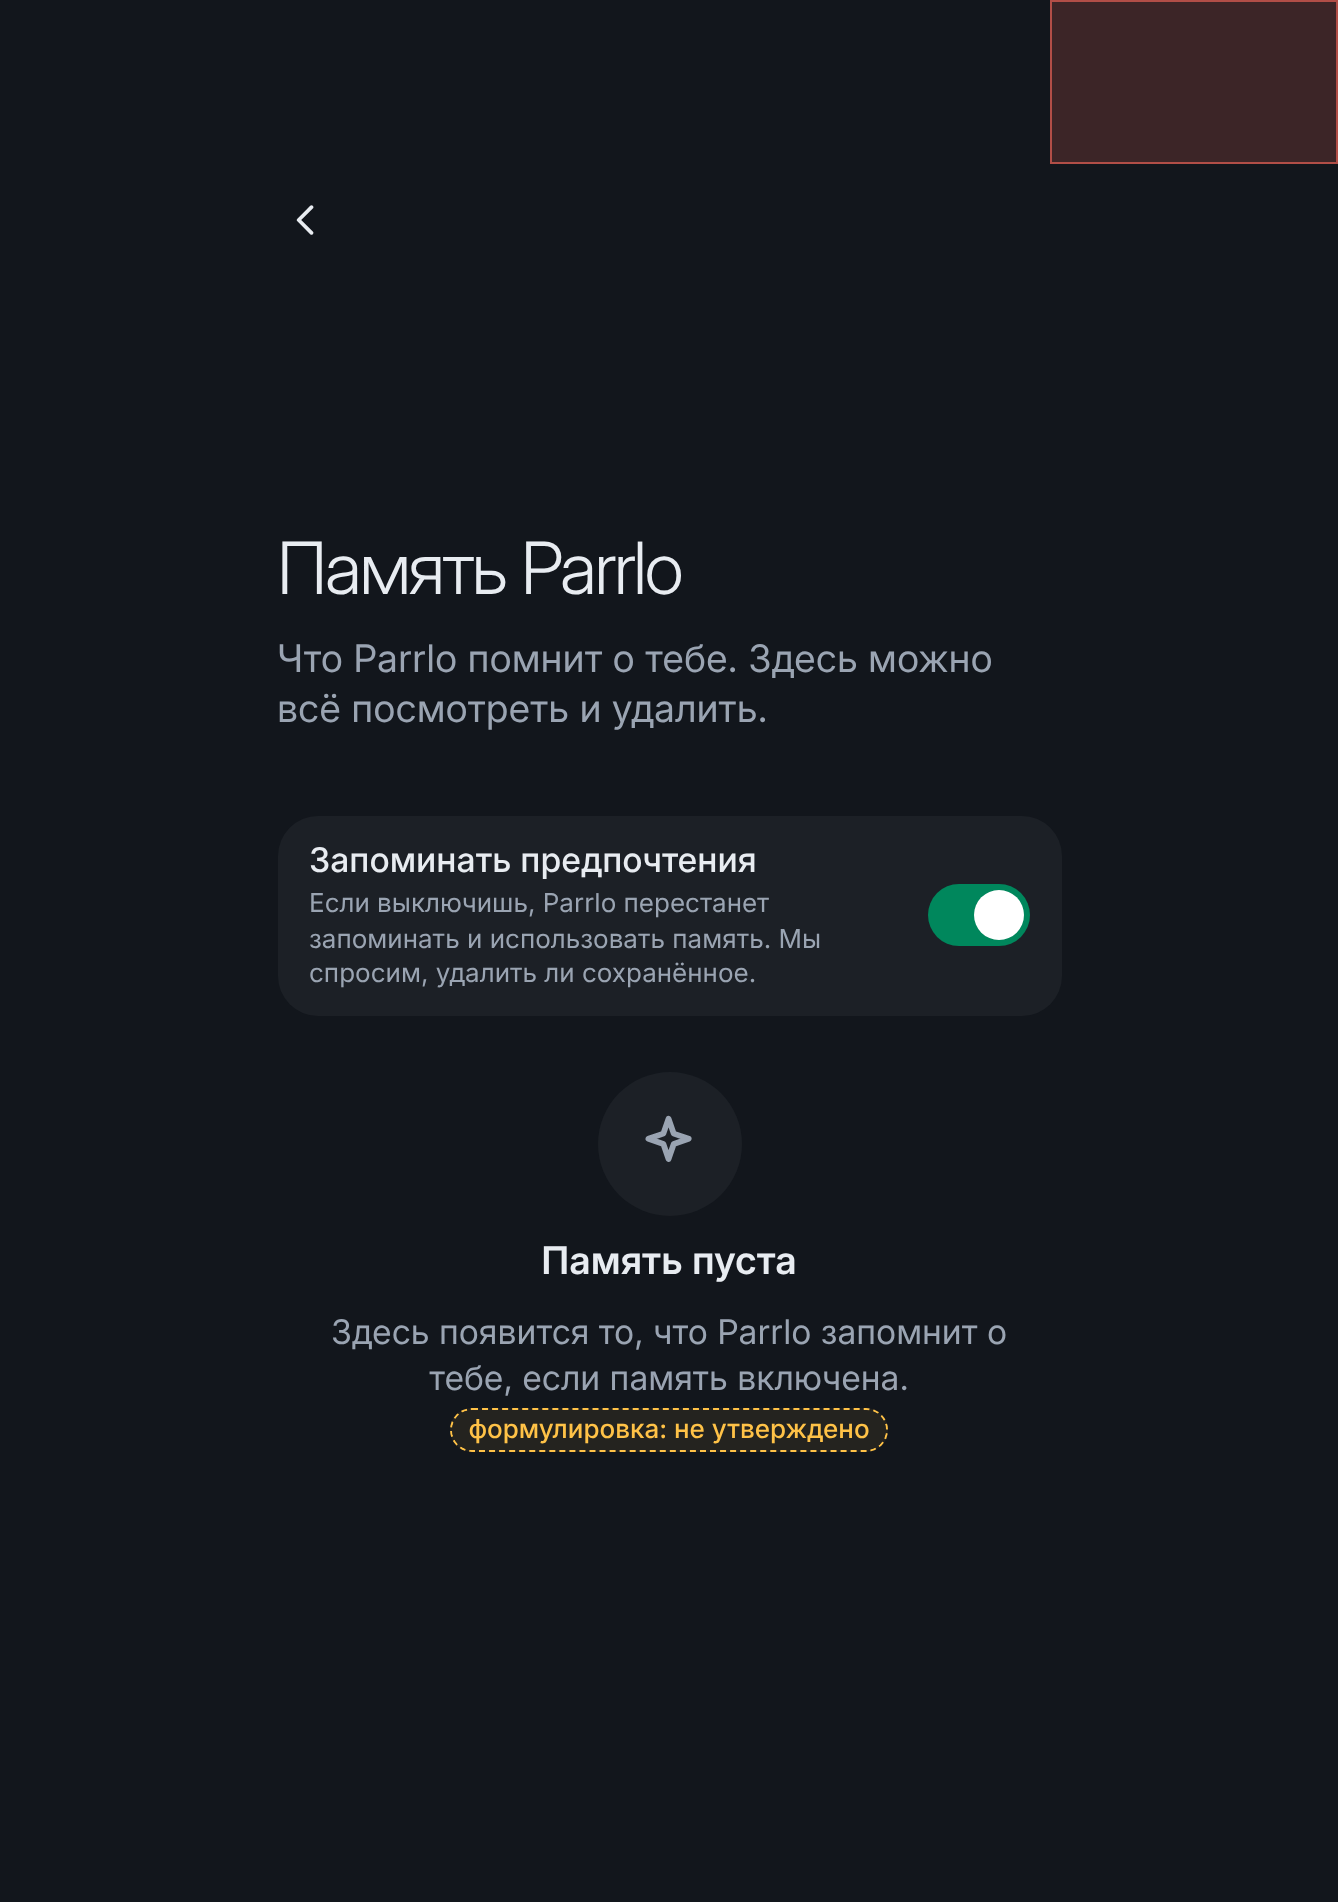 Память Parrlo
Что Parrlo помнит о тебе. Здесь можно
всё посмотреть и удалить.
Запоминать предпочтения
Если выключишь, Parrlo перестанет
запоминать и использовать память. Мы
спросим, удалить ли сохранённое.
Память пуста
Здесь появится то, что Parrlo запомнит о
тебе, если память включена.
формулировка: не утверждено